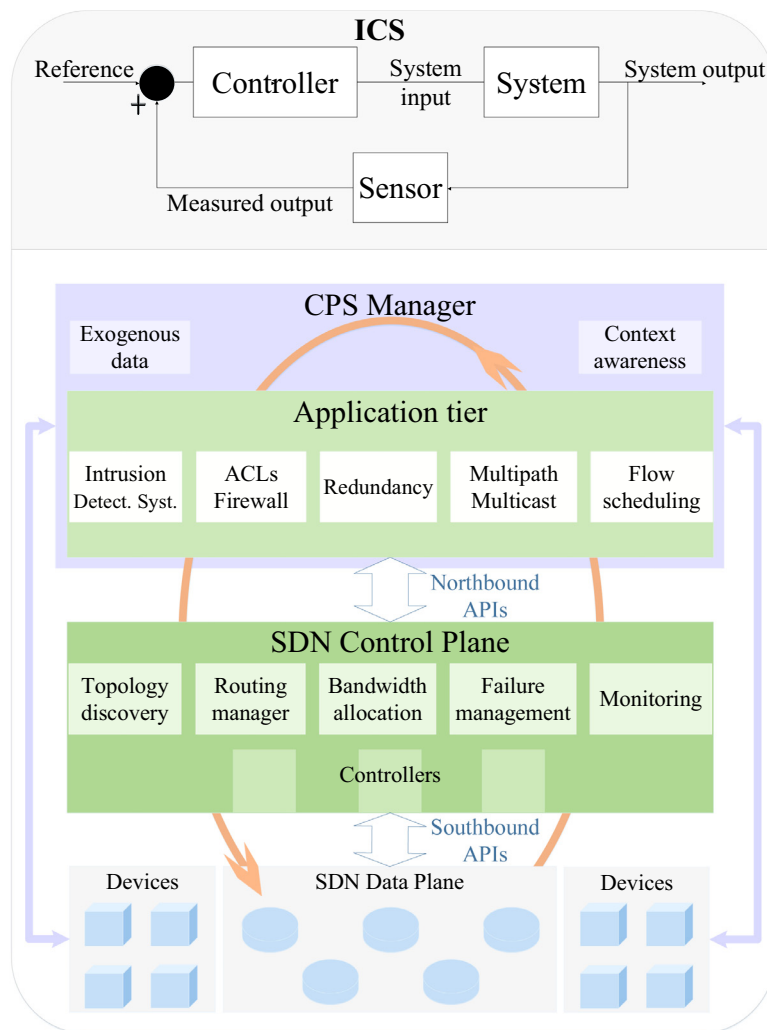 ICS
Reference
+
Controller
System
input
System
System output
Measured output
Sensor
CPS Manager
Exogenous
data
Context
awareness
Application tier
Intrusion
Detect. Syst.
ACLs
Firewall
Redundancy
Multipath
Multicast
Flow
scheduling
Northbound
APIs
SDN Control Plane
Topology
discovery
Routing
manager
Bandwidth
allocation
Failure
management
Monitoring
Controllers
Southbound
APIs
Devices
SDN Data Plane
Devices